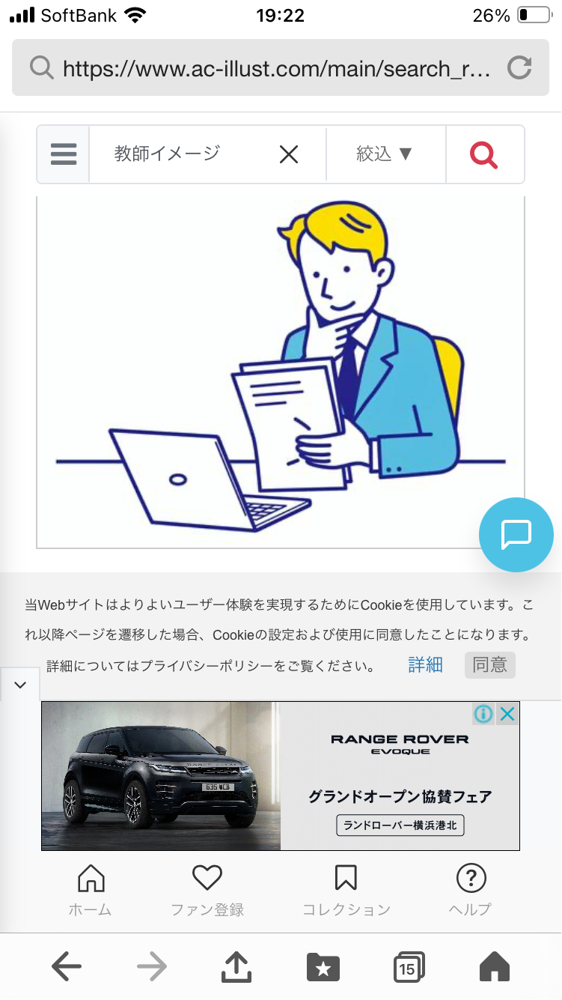 SoftBank 19:22 26%
https://www.ac-illust.com/main/search_r...
教師イメージ 絞込 ▼
当Webサイトはよりよいユーザー体験を実現するためにCookieを使用しています。こ
れ以降ページを遷移した場合、Cookieの設定および使用に同意したことになります。
詳細についてはプライバシーポリシーをご覧ください。 詳細 同意
RANGE ROVER
EVOQUE
635 WCB
グランドオープン協賛フェア
ランドローバー横浜港北
ホーム ファン登録 コレクション ヘルプ
15